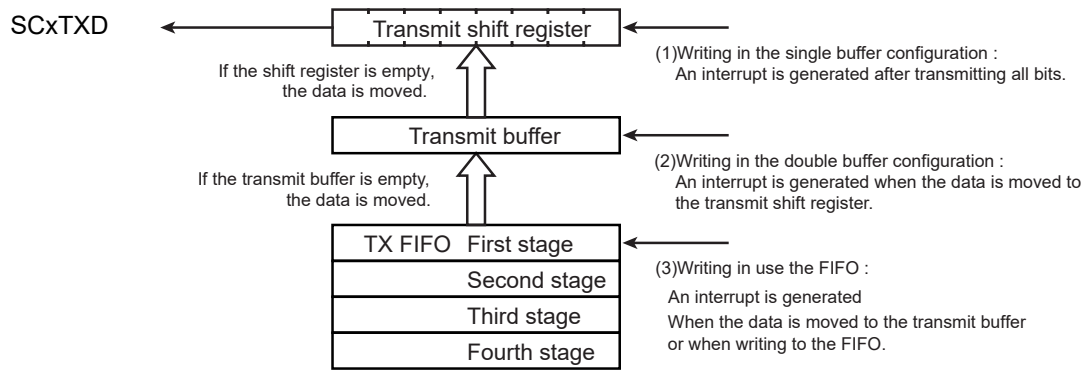 SCxTXD
Transmit shift register
(1)Writing in the single buffer configuration :
An interrupt is generated after transmitting all bits.
If the shift register is empty,
the data is moved.
Transmit buffer
(2)Writing in the double buffer configuration :
An interrupt is generated when the data is moved to
the transmit shift register.
If the transmit buffer is empty,
the data is moved.
TX FIFO First stage
Second stage
Third stage
Fourth stage
(3)Writing in use the FIFO :
An interrupt is generated
When the data is moved to the transmit buffer
or when writing to the FIFO.